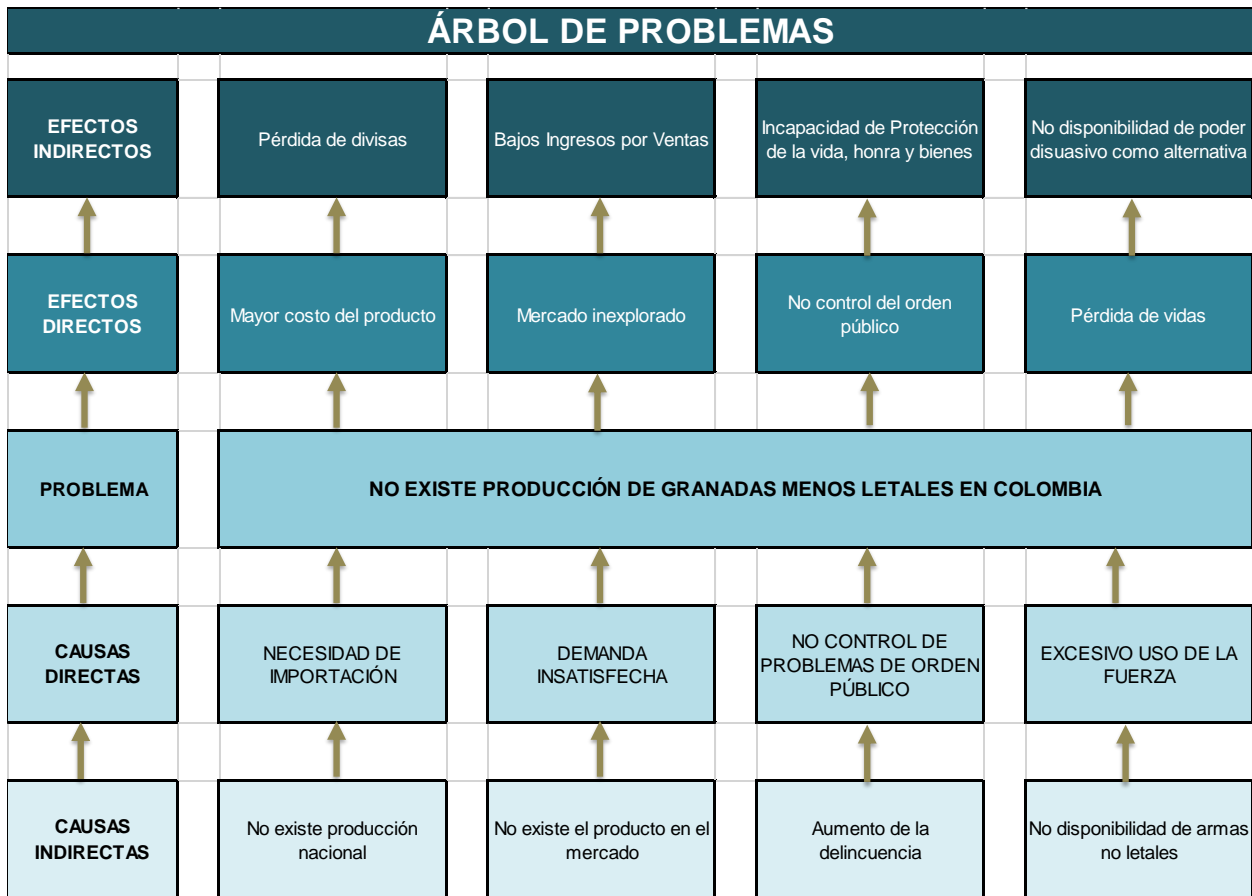 ÁRBOL DE PROBLEMAS
EFECTOS
INDIRECTOS
Pérdida de divisas
Bajos Ingresos por Ventas
Incapacidad de Protección
de la vida, honra y bienes
No disponibilidad de poder
disuasivo como alternativa
EFECTOS
DIRECTOS
Mayor costo del producto
Mercado inexplorado
No control del orden
público
Pérdida de vidas
PROBLEMA
NO EXISTE PRODUCCIÓN DE GRANADAS MENOS LETALES EN COLOMBIA
CAUSAS
DIRECTAS
NECESIDAD DE
IMPORTACIÓN
DEMANDA
INSATISFECHA
NO CONTROL DE
PROBLEMAS DE ORDEN
PÚBLICO
EXCESIVO USO DE LA
FUERZA
CAUSAS
INDIRECTAS
No existe producción
nacional
No existe el producto en el
mercado
Aumento de la
delincuencia
No disponibilidad de armas
no letales